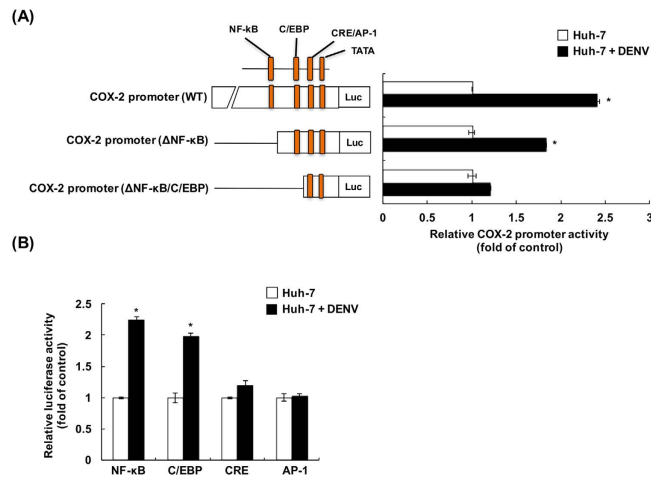 (A)
NF-kB
C/EBP
CRE/AP-1
TATA
Huh-7
Huh-7 + DENV
COX-2 promoter (WT)
Luc
*
COX-2 promoter (ΔNF-κB)
Luc
*
COX-2 promoter (ΔNF-κB/C/EBP)
Luc
0 0.5 1 1.5 2 2.5 3
Relative COX-2 promoter activity
(fold of control)
(B)
Huh-7
Huh-7 + DENV
Relative luciferase activity
(fold of control)
2.5
2
1.5
1
0.5
0
*
*
NF-κB C/EBP CRE AP-1